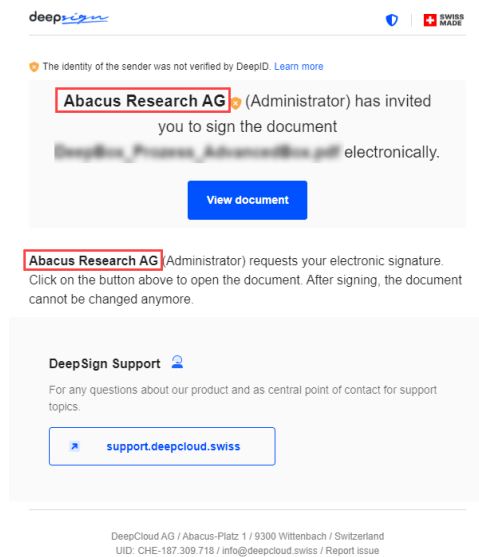 deepsign
SWISS
MADE
The identity of the sender was not verified by DeepID. Learn more
Abacus Research AG (Administrator) has invited
you to sign the document
electronically.
View document
Abacus Research AG (Administrator) requests your electronic signature.
Click on the button above to open the document. After signing, the document
cannot be changed anymore.
DeepSign Support
For any questions about our product and as central point of contact for support
topics.
support.deepcloud.swiss
DeepCloud AG / Abacus-Platz 1 / 9300 Wittenbach / Switzerland
UID: CHE-187.309.718 / info@deepcloud.swiss / Report issue